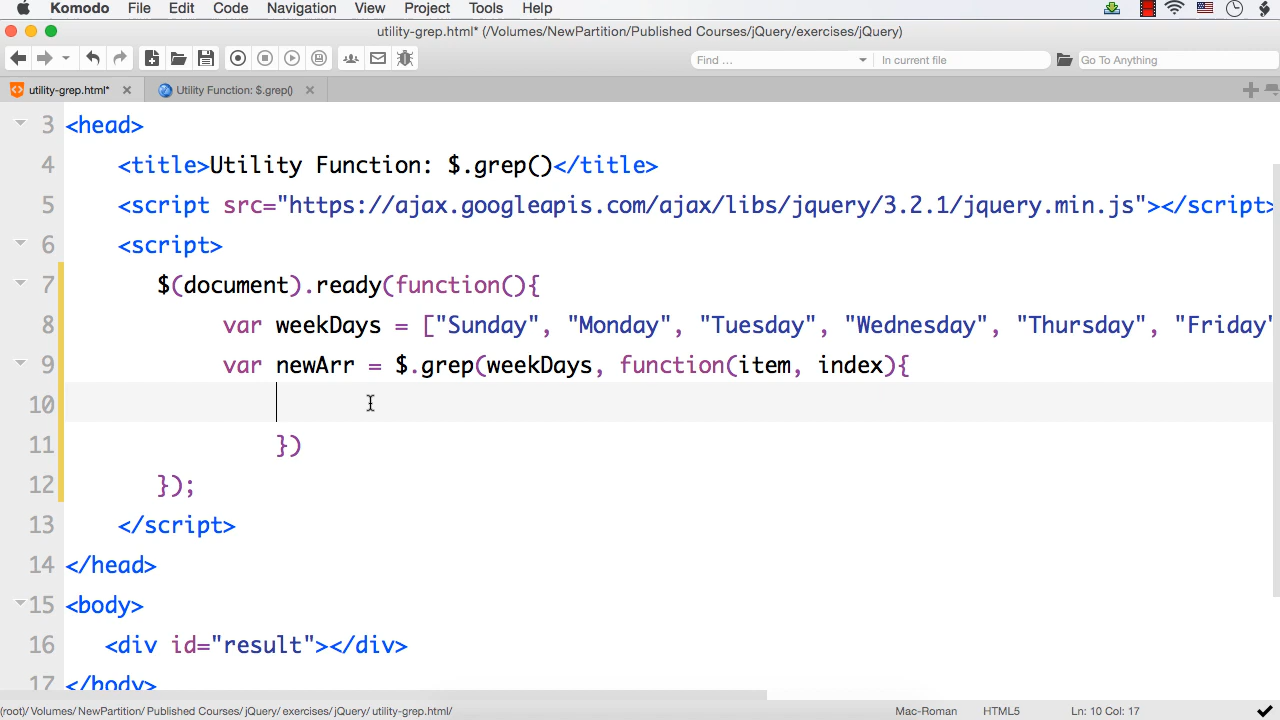 Komodo File Edit Code Navigation View Project Tools Help
utility-grep.html* (/Volumes/NewPartition/Published Courses/jQuery/exercises/jQuery)
Find ... In current file Go To Anything
utility-grep.html* Utility Function: $.grep()
3 <head>
4 <title>Utility Function: $.grep()</title>
5 <script src="https://ajax.googleapis.com/ajax/libs/jquery/3.2.1/jquery.min.js"></script>
6 <script>
7 $(document).ready(function(){
8 var weekDays = ["Sunday", "Monday", "Tuesday", "Wednesday", "Thursday", "Friday"
9 var newArr = $.grep(weekDays, function(item, index){
10
11 })
12 });
13 </script>
14 </head>
15 <body>
16 <div id="result"></div>
17 </body>
(root)/ Volumes/ NewPartition/ Published Courses/ jQuery/ exercises/ jQuery/ utility-grep.html/ Mac-Roman HTML5 Ln: 10 Col: 17